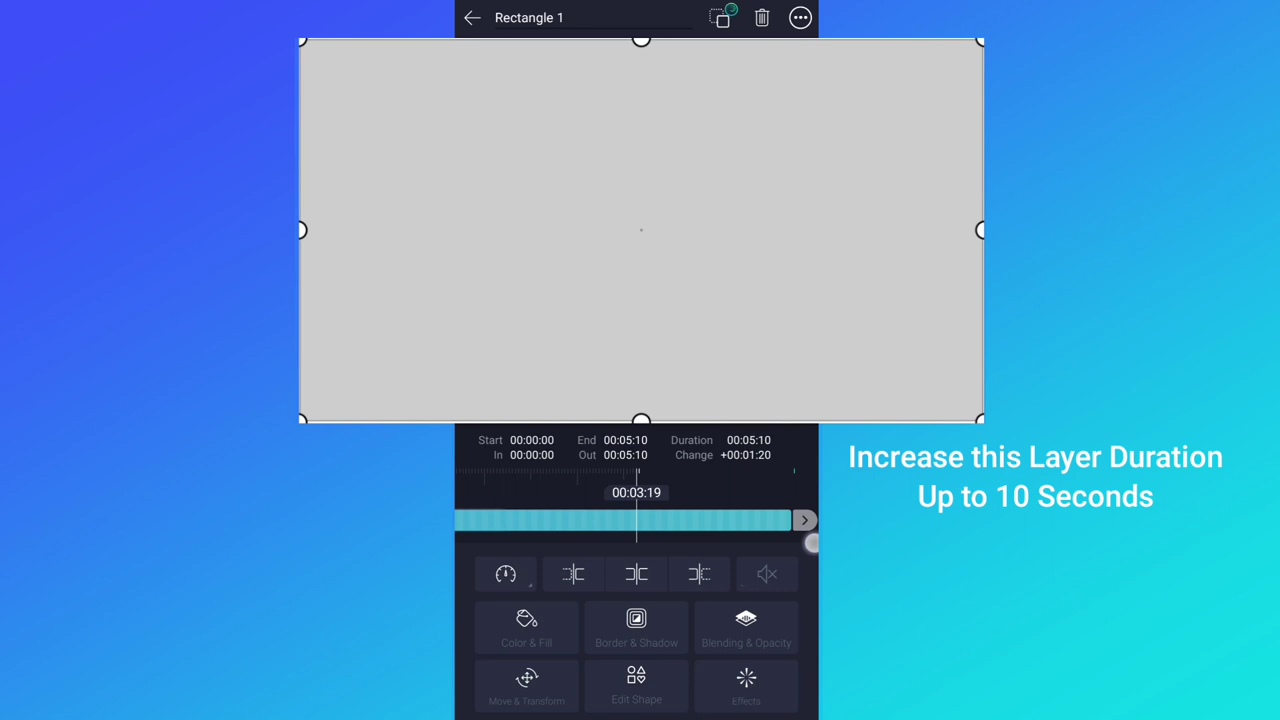 Rectangle 1
Start 00:00:00 End 00:05:10 Duration 00:05:10
In 00:00:00 Out 00:05:10 Change +00:01:20
00:03:19
Increase this Layer Duration
Up to 10 Seconds
Color & Fill
Border & Shadow
Blending & Opacity
Move & Transform
Edit Shape
Effects